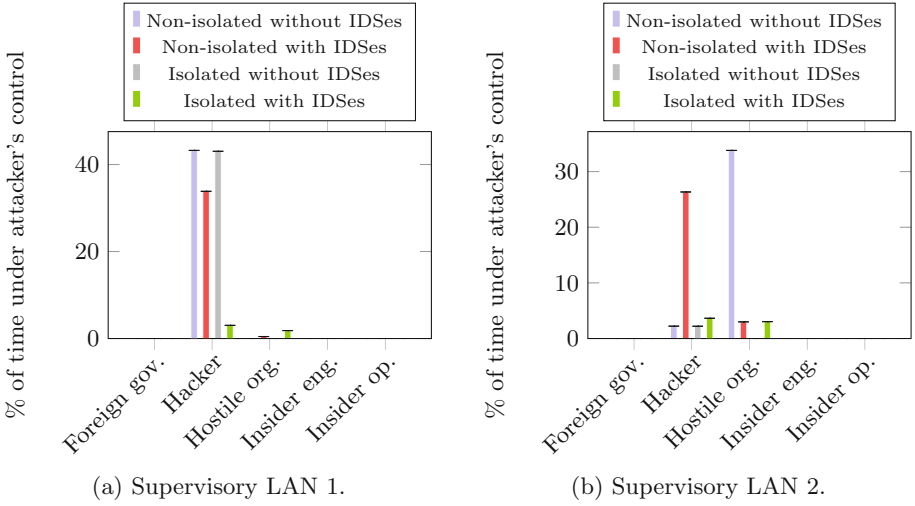 Non-isolated without IDSes
Non-isolated with IDSes
Isolated without IDSes
Isolated with IDSes
% of time under attacker's control
40
20
0
Foreign gov.
Hacker
Hostile org.
Insider eng.
Insider op.
(a) Supervisory LAN 1.
Non-isolated without IDSes
Non-isolated with IDSes
Isolated without IDSes
Isolated with IDSes
% of time under attacker's control
30
20
10
0
Foreign gov.
Hacker
Hostile org.
Insider eng.
Insider op.
(b) Supervisory LAN 2.